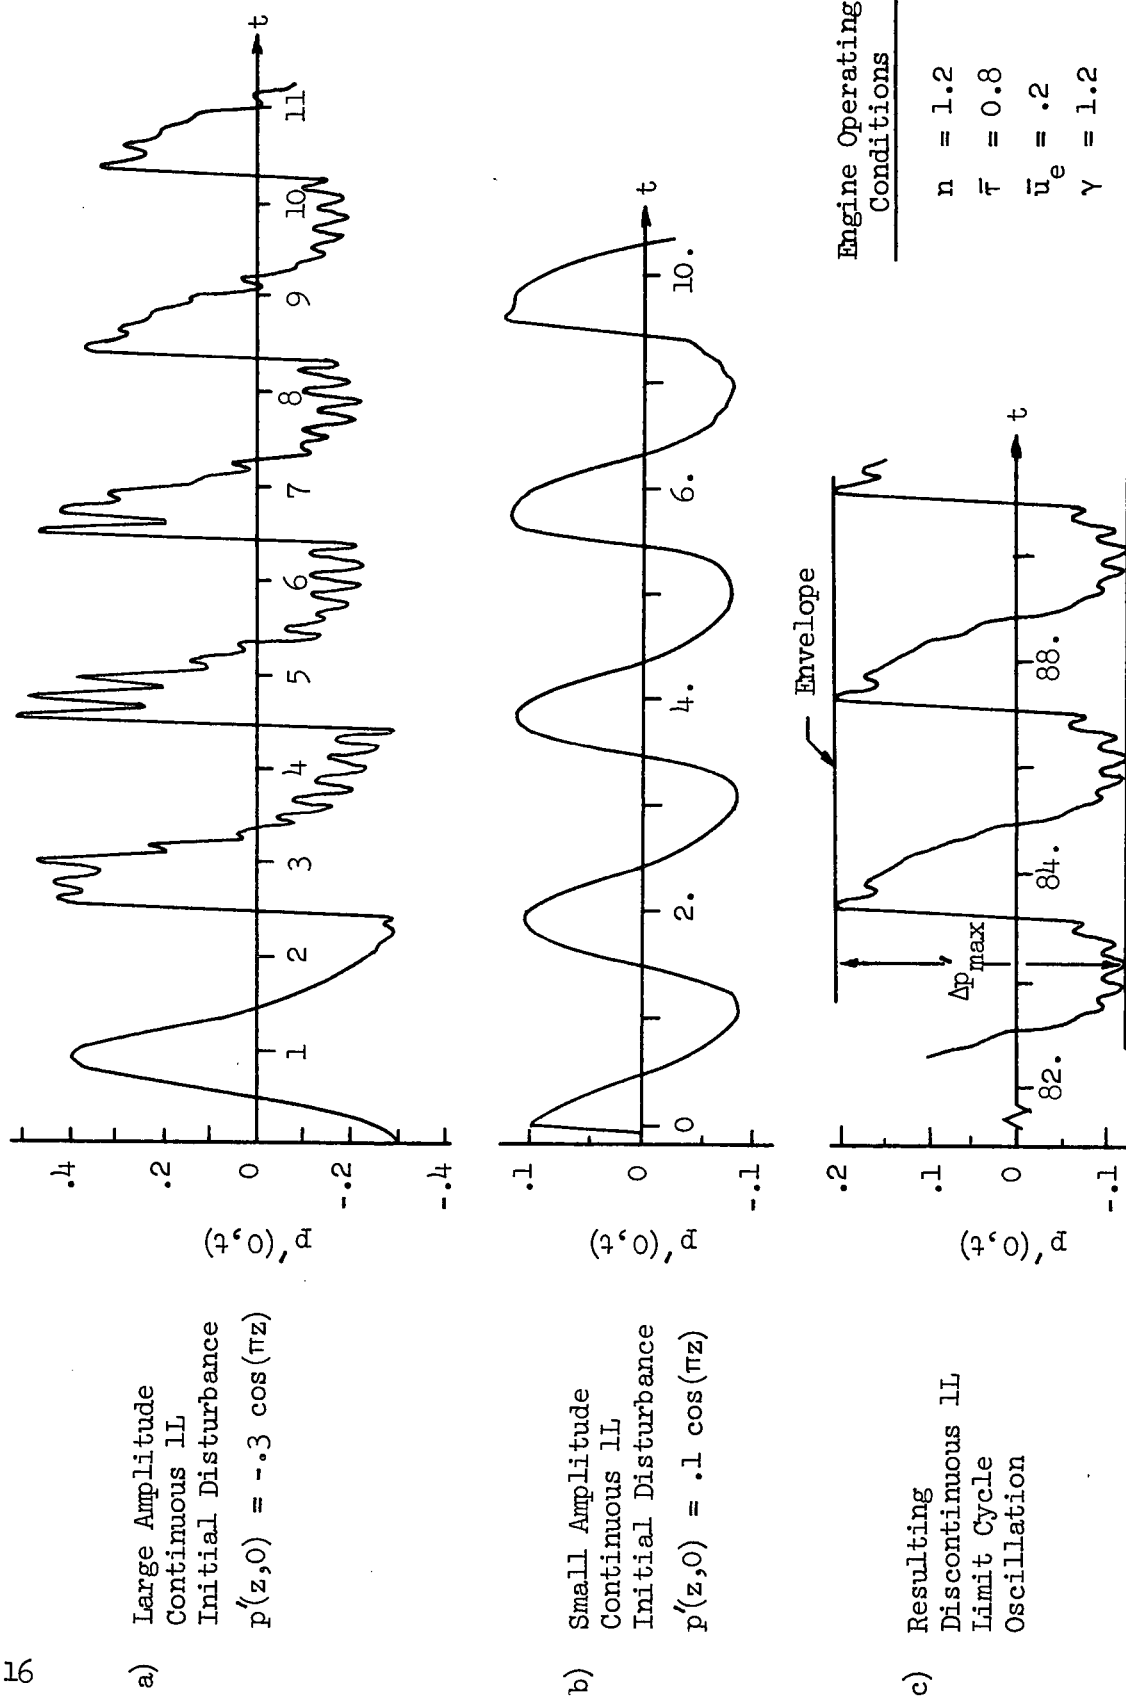 16
a) Large Amplitude
Continuous 1L
Initial Disturbance
p′(z,0) = -.3 cos(πz)
p′(0,t)
.4
.2
0
-.2
-.4
1
2
3
4
5
6
7
8
9
10
11
t
b) Small Amplitude
Continuous 1L
Initial Disturbance
p′(z,0) = .1 cos(πz)
p′(0,t)
.1
0
-.1
0
2.
4.
6.
10.
t
c) Resulting
Discontinuous 1L
Limit Cycle
Oscillation
p′(0,t)
.2
.1
0
-.1
82.
84.
88.
t
Δp′max
Envelope
Engine Operating
Conditions
n = 1.2
τ̄ = 0.8
ūe = .2
γ = 1.2